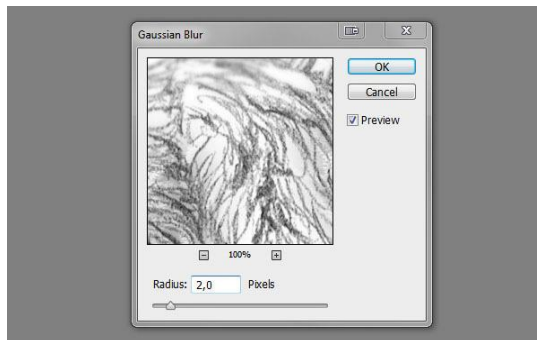 Gaussian Blur
OK
Cancel
Preview
100%
Radius: 2,0 Pixels